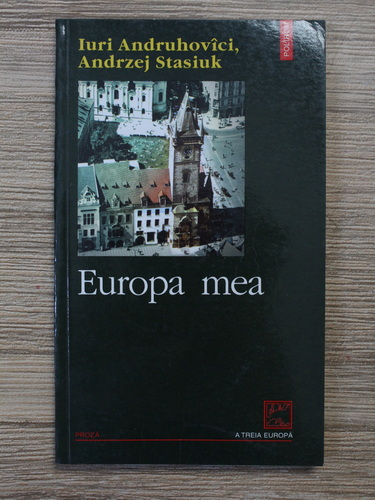 Iuri Andruhovîci,
Andrzej Stasiuk
POLIROM
Europa mea
PROZA
A TREIA EUROPĂ